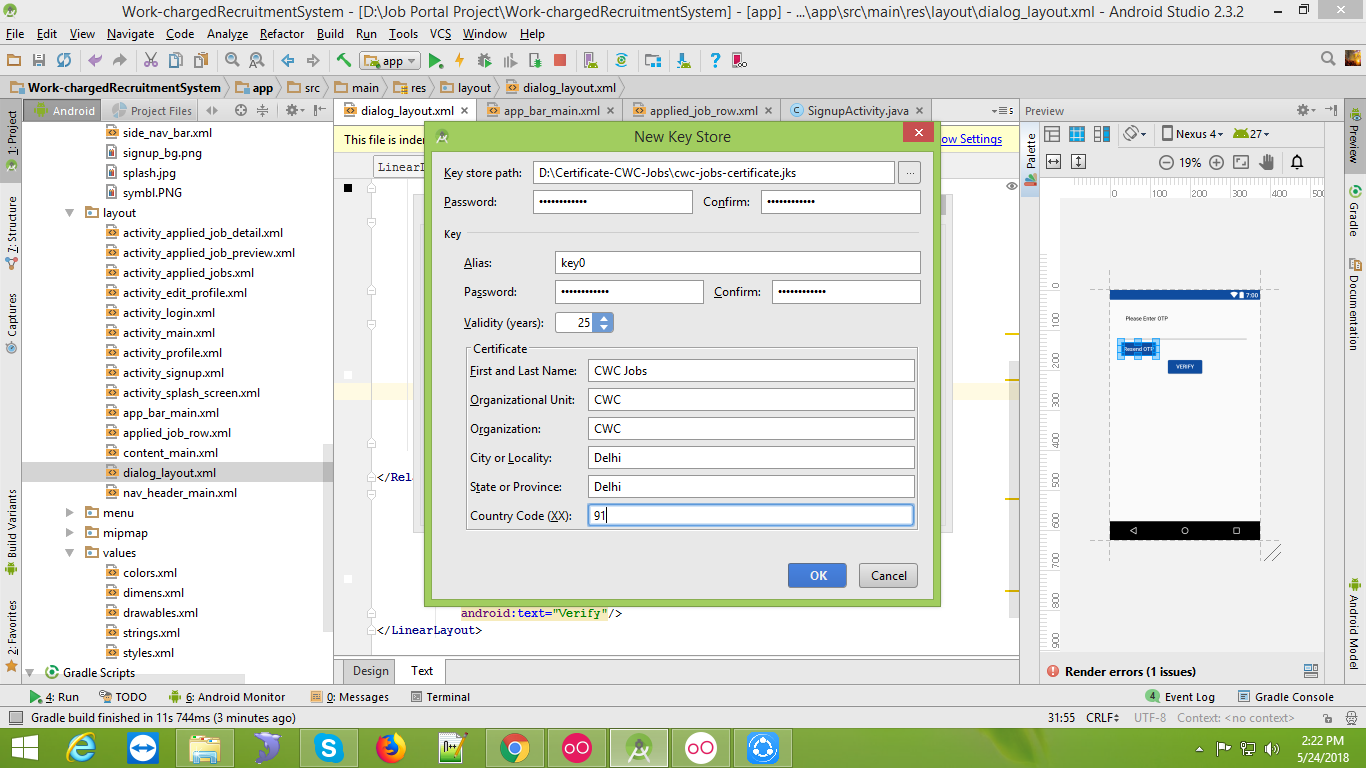 Work-chargedRecruitmentSystem - [D:\Job Portal Project\Work-chargedRecruitmentSystem] - [app] - ...\app\src\main\res\layout\dialog_layout.xml - Android Studio 2.3.2
File Edit View Navigate Code Analyze Refactor Build Run Tools VCS Window Help
app
Work-chargedRecruitmentSystem app src main res layout dialog_layout.xml
Android Project Files
dialog_layout.xml app_bar_main.xml applied_job_row.xml SignupActivity.java
5
Preview
1: Project
7: Structure
Captures
Build Variants
2: Favorites
side_nav_bar.xml
signup_bg.png
splash.jpg
symbl.PNG
layout
activity_applied_job_detail.xml
activity_applied_job_preview.xml
activity_applied_jobs.xml
activity_edit_profile.xml
activity_login.xml
activity_main.xml
activity_profile.xml
activity_signup.xml
activity_splash_screen.xml
app_bar_main.xml
applied_job_row.xml
content_main.xml
dialog_layout.xml
nav_header_main.xml
menu
mipmap
values
colors.xml
dimens.xml
drawables.xml
strings.xml
styles.xml
Gradle Scripts
This file is inder
ow Settings
LinearL
</Rela
android:text="Verify"/>
</LinearLayout>
Design Text
New Key Store
Key store path: D:\Certificate-CWC-Jobs\cwc-jobs-certificate.jks ...
Password: •••••••••••• Confirm: ••••••••••••
Key
Alias: key0
Password: •••••••••••• Confirm: ••••••••••••
Validity (years): 25
Certificate
First and Last Name: CWC Jobs
Organizational Unit: CWC
Organization: CWC
City or Locality: Delhi
State or Province: Delhi
Country Code (XX): 91
OK Cancel
Palette
Nexus 4 27
19%
0 100 200 300 400 500
0
100
200
300
400
500
600
700
800
900
7:00
Please Enter OTP
Resend OTP
VERIFY
Render errors (1 issues)
Preview
Gradle
Documentation
Android Model
4: Run TODO 6: Android Monitor 0: Messages Terminal
4 Event Log Gradle Console
Gradle build finished in 11s 744ms (3 minutes ago)
31:55 CRLF UTF-8 Context: <no context>
2:22 PM
5/24/2018